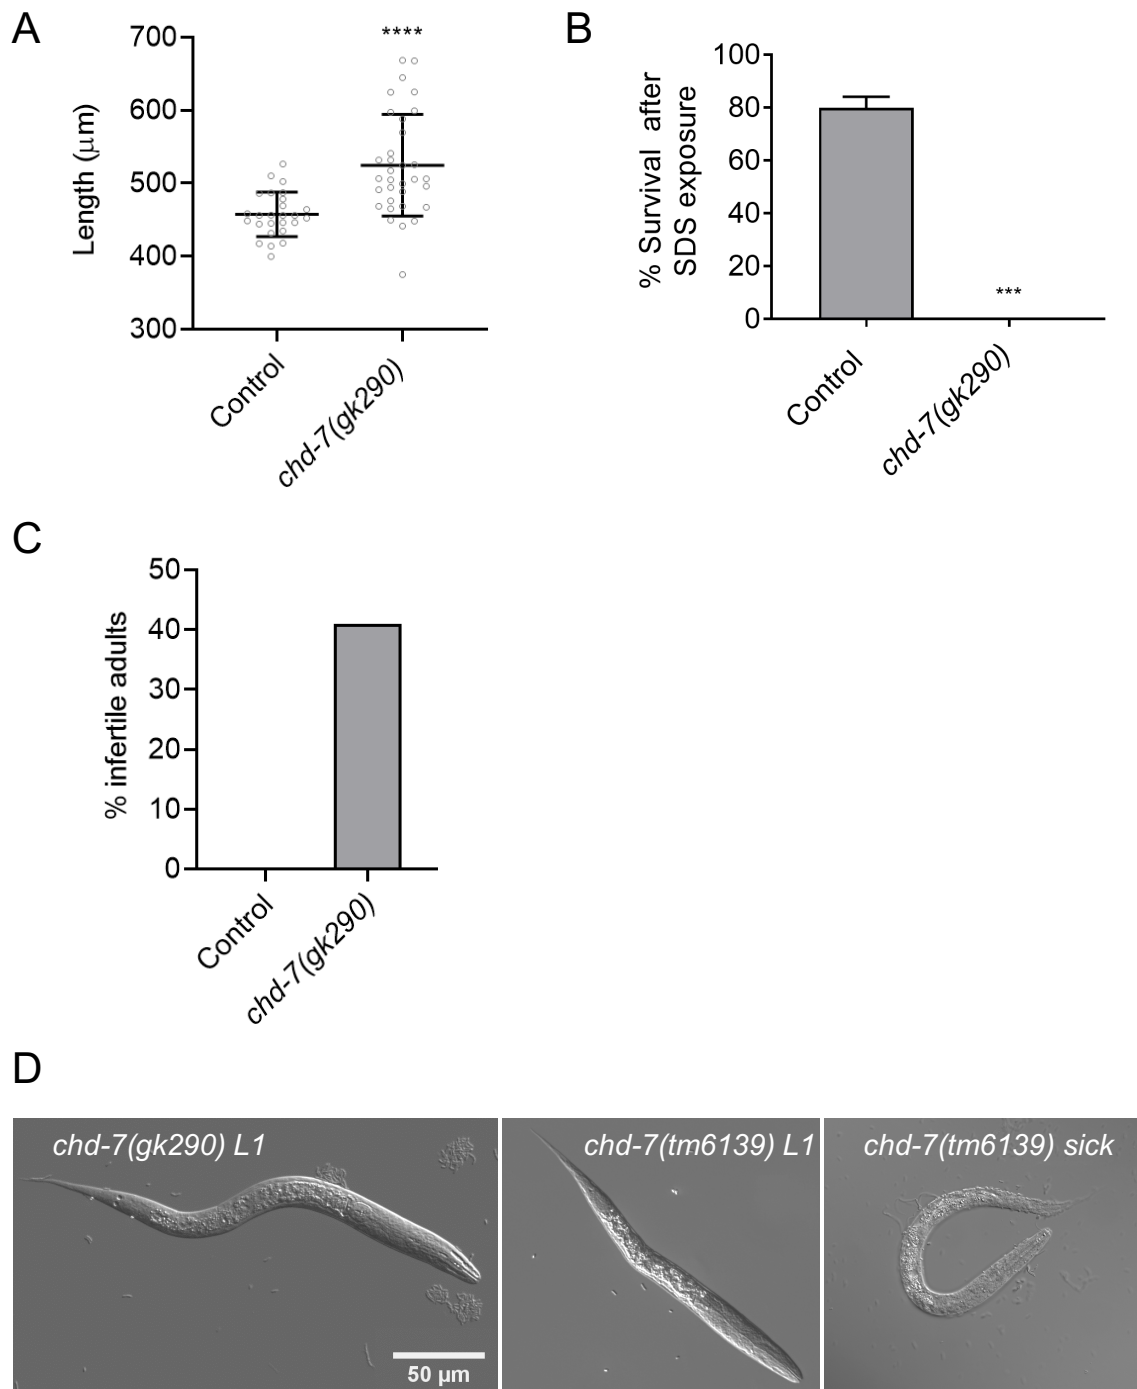 A
700
600
500
400
300
Length (μm)
****
Control
chd-7(gk290)
B
100
80
60
40
20
0
% Survival after
SDS exposure
***
Control
chd-7(gk290)
C
50
40
30
20
10
0
% infertile adults
Control
chd-7(gk290)
D
chd-7(gk290) L1
50 μm
chd-7(tm6139) L1
chd-7(tm6139) sick